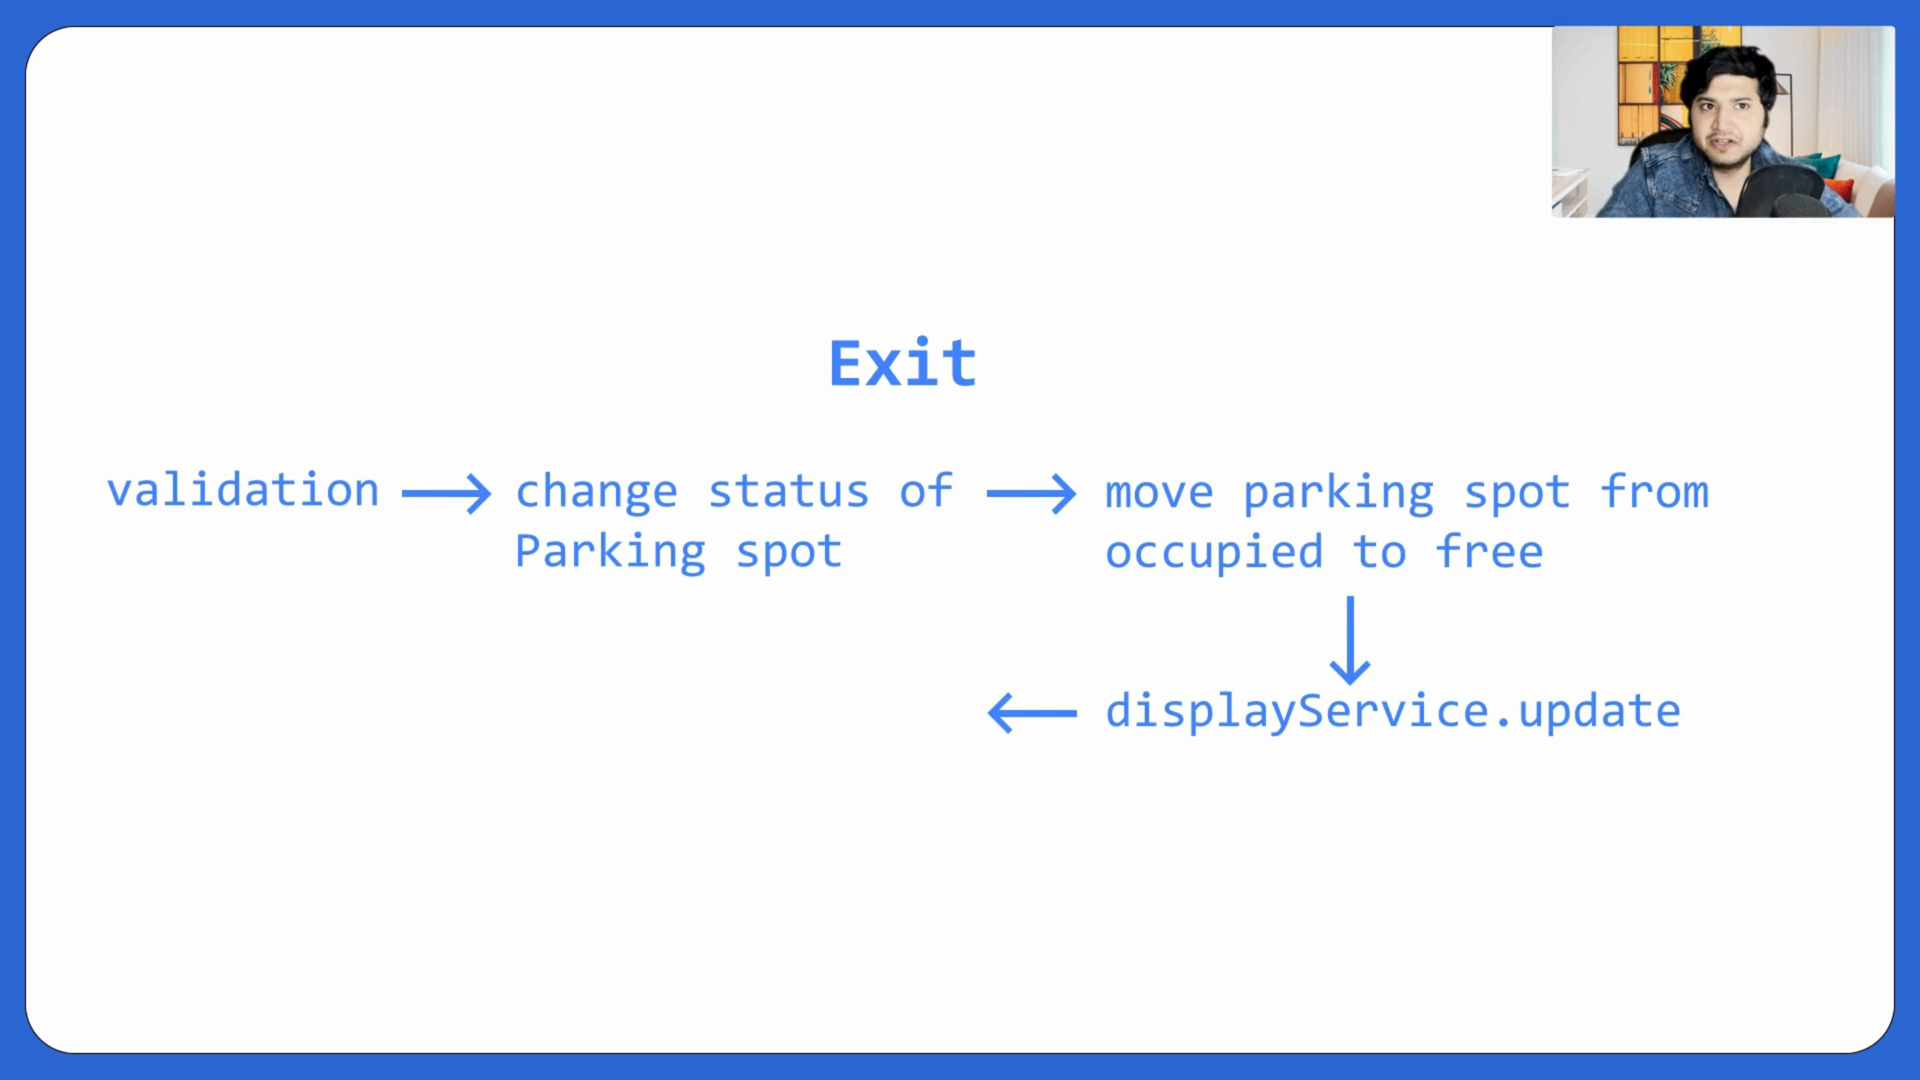 Exit
validation → change status of → move parking spot from
Parking spot
occupied to free
↓
← displayService.update